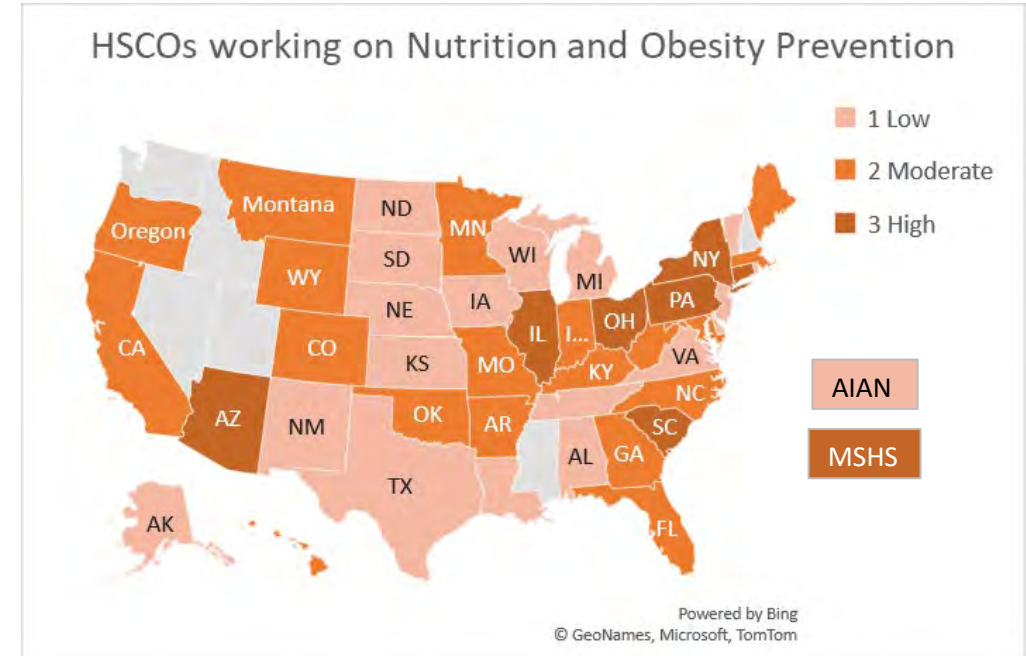 HSCOs working on Nutrition and Obesity Prevention
1 Low
2 Moderate
3 High
Montana
ND
MN
Oregon
SD
WI
MI
NY
WY
NE
IA
PA
CA
CO
KS
MO
IL
I...
OH
KY
VA
NC
AZ
NM
OK
AR
SC
AL
GA
TX
FL
AK
AIAN
MSHS
Powered by Bing
© GeoNames, Microsoft, TomTom